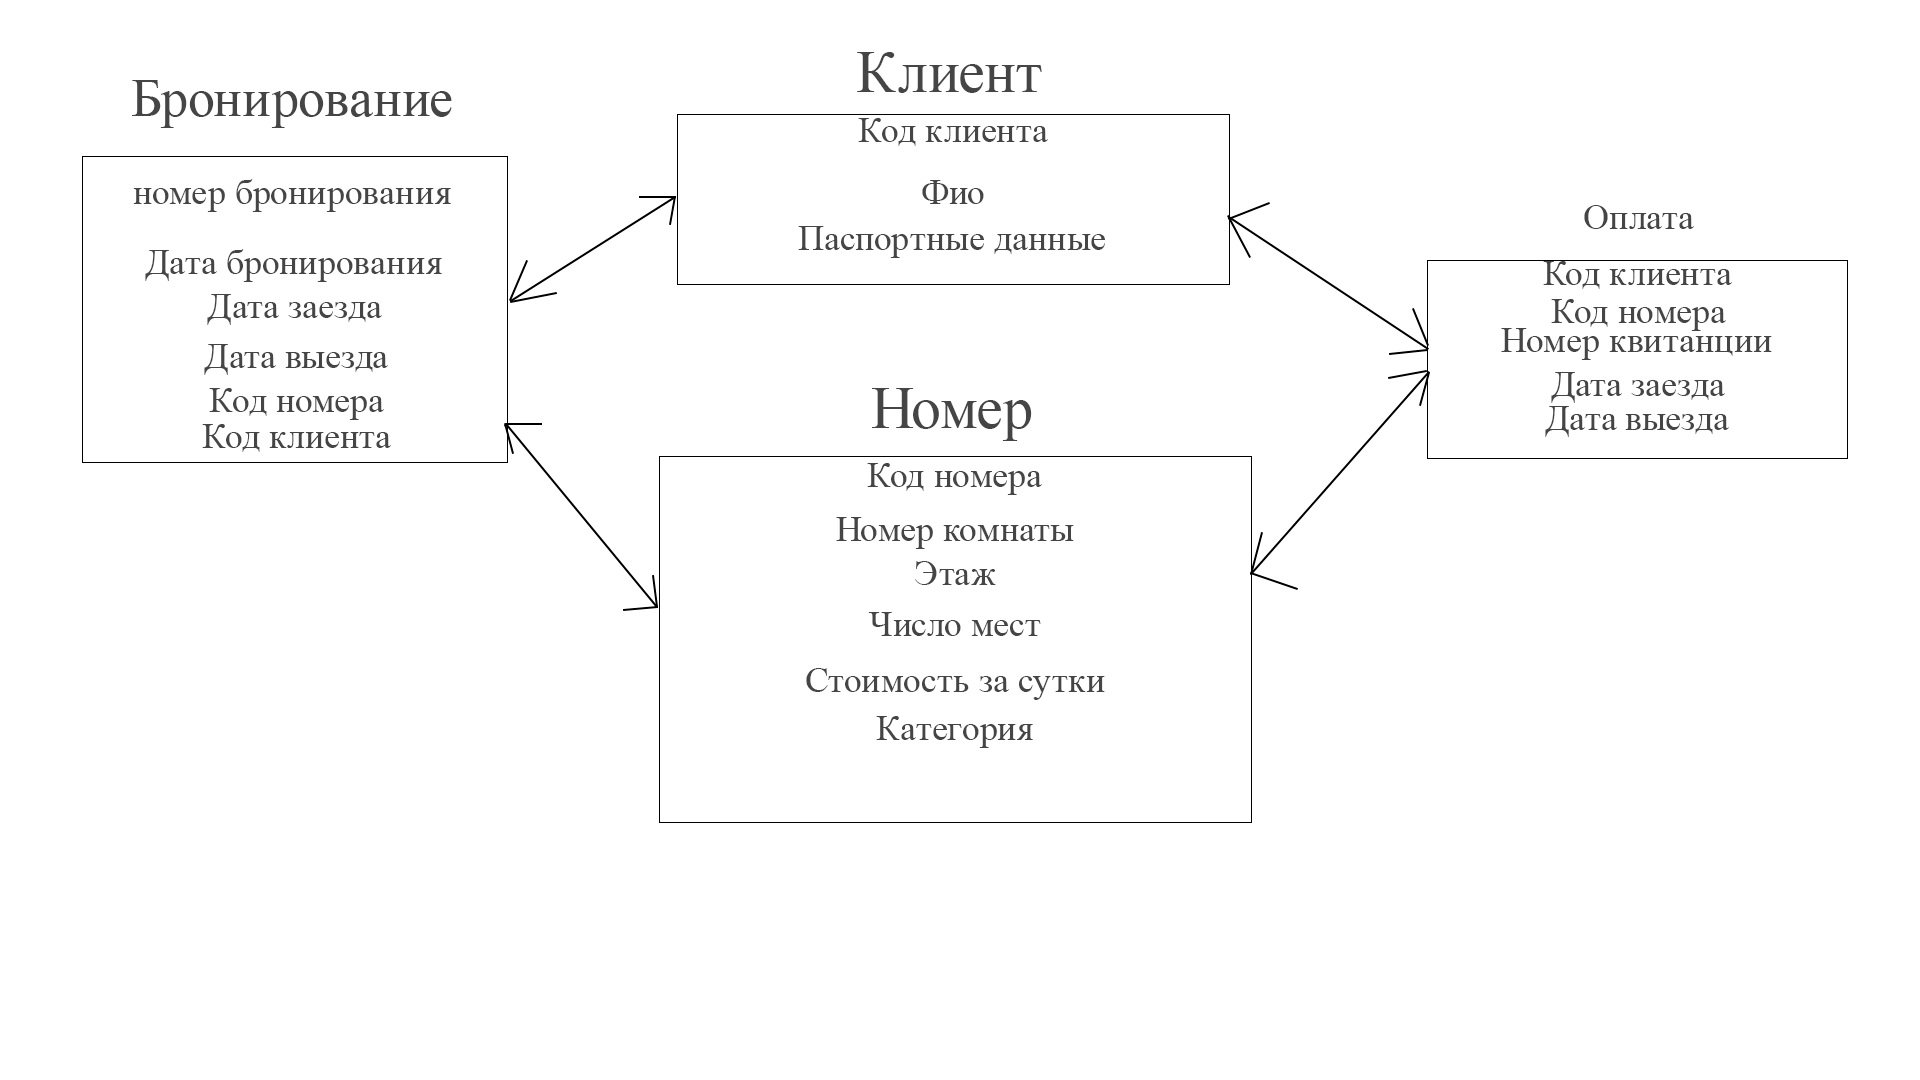 Бронирование
номер бронирования
Дата бронирования
Дата заезда
Дата выезда
Код номера
Код клиента
Клиент
Код клиента
Фио
Паспортные данные
Номер
Код номера
Номер комнаты
Этаж
Число мест
Стоимость за сутки
Категория
Оплата
Код клиента
Код номера
Номер квитанции
Дата заезда
Дата выезда